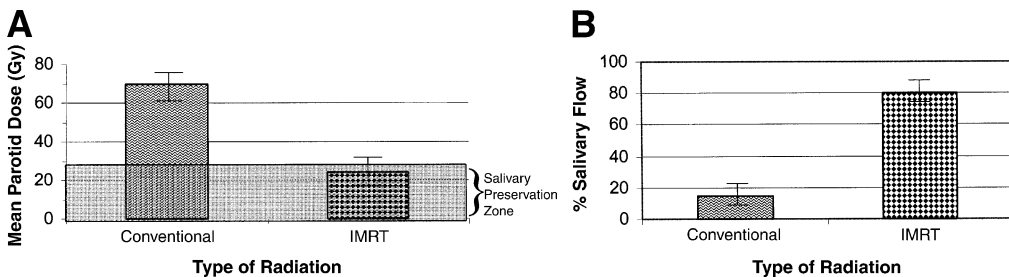 A
Mean Parotid Dose (Gy)
80
60
40
20
0
Salivary
Preservation
Zone
Conventional
IMRT
Type of Radiation
B
% Salivary Flow
100
80
60
40
20
0
Conventional
IMRT
Type of Radiation